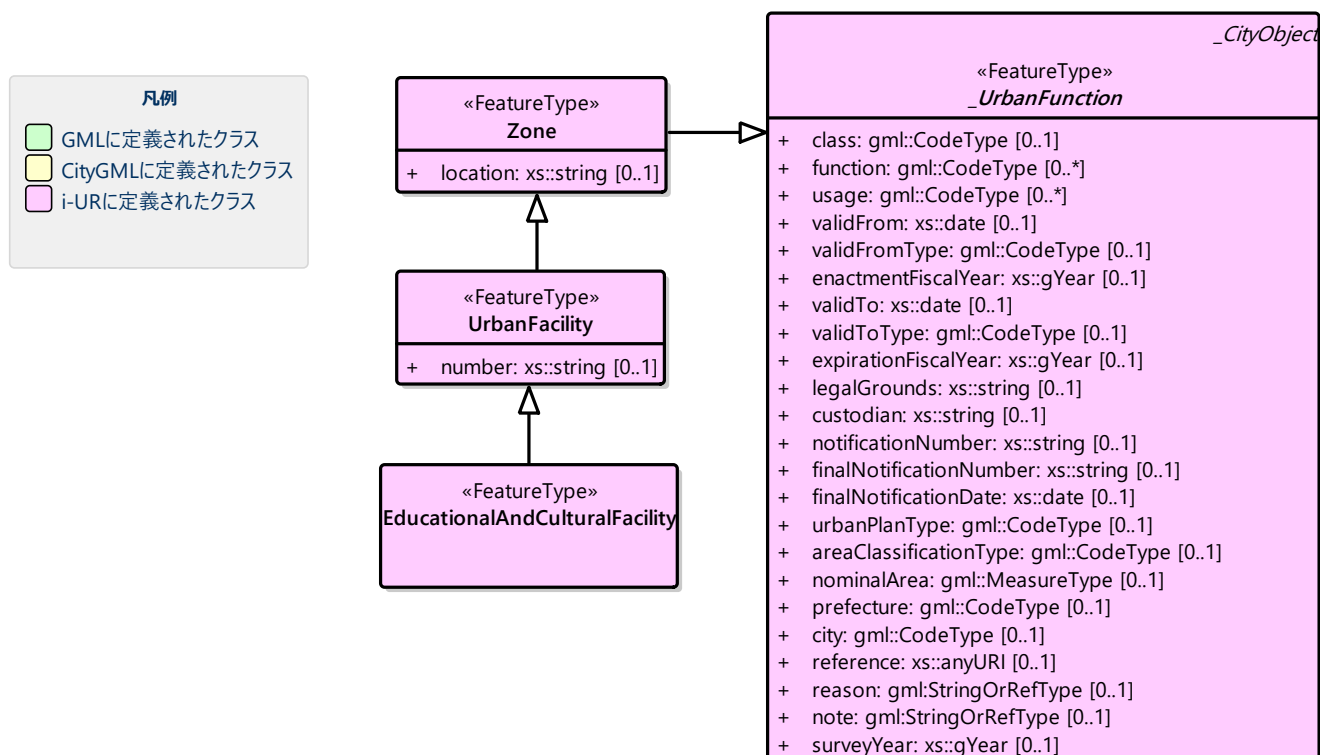 凡例
GMLに定義されたクラス
CityGMLに定義されたクラス
i-URに定義されたクラス
«FeatureType»
Zone
+ location: xs::string [0..1]
«FeatureType»
UrbanFacility
+ number: xs::string [0..1]
«FeatureType»
EducationalAndCulturalFacility
_CityObject
«FeatureType»
_UrbanFunction
+ class: gml::CodeType [0..1]
+ function: gml::CodeType [0..*]
+ usage: gml::CodeType [0..*]
+ validFrom: xs::date [0..1]
+ validFromType: gml::CodeType [0..1]
+ enactmentFiscalYear: xs::gYear [0..1]
+ validTo: xs::date [0..1]
+ validToType: gml::CodeType [0..1]
+ expirationFiscalYear: xs::gYear [0..1]
+ legalGrounds: xs::string [0..1]
+ custodian: xs::string [0..1]
+ notificationNumber: xs::string [0..1]
+ finalNotificationNumber: xs::string [0..1]
+ finalNotificationDate: xs::date [0..1]
+ urbanPlanType: gml::CodeType [0..1]
+ areaClassificationType: gml::CodeType [0..1]
+ nominalArea: gml::MeasureType [0..1]
+ prefecture: gml::CodeType [0..1]
+ city: gml::CodeType [0..1]
+ reference: xs::anyURI [0..1]
+ reason: gml:StringOrRefType [0..1]
+ note: gml:StringOrRefType [0..1]
+ surveyYear: xs::gYear [0..1]